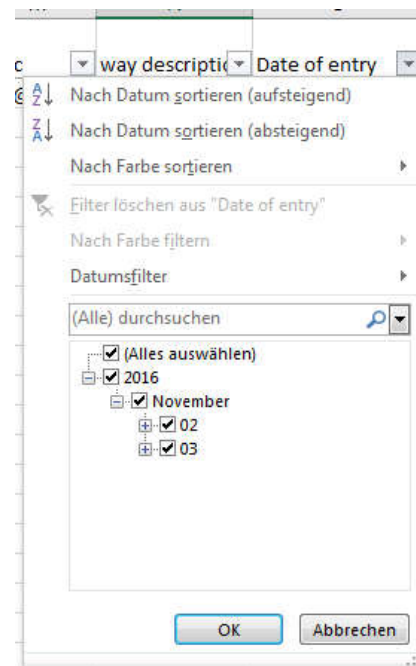 way descriptic Date of entry
Nach Datum sortieren (aufsteigend)
Nach Datum sortieren (absteigend)
Nach Farbe sortieren
Filter löschen aus "Date of entry"
Nach Farbe filtern
Datumsfilter
(Alle) durchsuchen
(Alles auswählen)
2016
November
02
03
OK Abbrechen